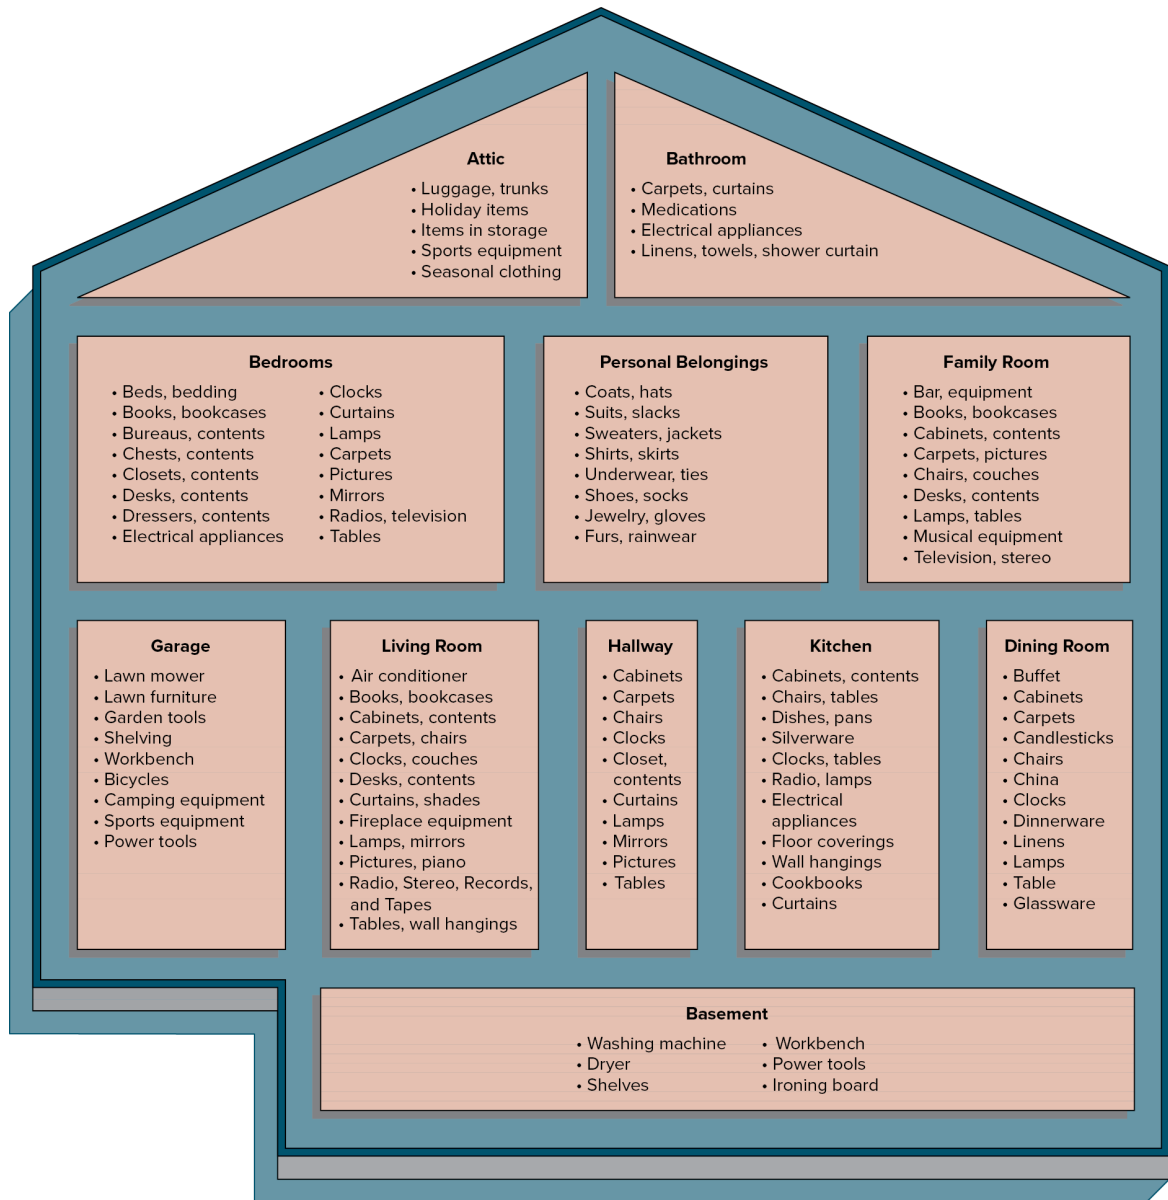 Attic
• Luggage, trunks
• Holiday items
• Items in storage
• Sports equipment
• Seasonal clothing
Bathroom
• Carpets, curtains
• Medications
• Electrical appliances
• Linens, towels, shower curtain
Bedrooms
• Beds, bedding
• Books, bookcases
• Bureaus, contents
• Chests, contents
• Closets, contents
• Desks, contents
• Dressers, contents
• Electrical appliances
• Clocks
• Curtains
• Lamps
• Carpets
• Pictures
• Mirrors
• Radios, television
• Tables
Personal Belongings
• Coats, hats
• Suits, slacks
• Sweaters, jackets
• Shirts, skirts
• Underwear, ties
• Shoes, socks
• Jewelry, gloves
• Furs, rainwear
Family Room
• Bar, equipment
• Books, bookcases
• Cabinets, contents
• Carpets, pictures
• Chairs, couches
• Desks, contents
• Lamps, tables
• Musical equipment
• Television, stereo
Garage
• Lawn mower
• Lawn furniture
• Garden tools
• Shelving
• Workbench
• Bicycles
• Camping equipment
• Sports equipment
• Power tools
Living Room
• Air conditioner
• Books, bookcases
• Cabinets, contents
• Carpets, chairs
• Clocks, couches
• Desks, contents
• Curtains, shades
• Fireplace equipment
• Lamps, mirrors
• Pictures, piano
• Radio, Stereo, Records,
and Tapes
• Tables, wall hangings
Hallway
• Cabinets
• Carpets
• Chairs
• Clocks
• Closet,
contents
• Curtains
• Lamps
• Mirrors
• Pictures
• Tables
Kitchen
• Cabinets, contents
• Chairs, tables
• Dishes, pans
• Silverware
• Clocks, tables
• Radio, lamps
• Electrical
appliances
• Floor coverings
• Wall hangings
• Cookbooks
• Curtains
Dining Room
• Buffet
• Cabinets
• Carpets
• Candlesticks
• Chairs
• China
• Clocks
• Dinnerware
• Linens
• Lamps
• Table
• Glassware
Basement
• Washing machine
• Dryer
• Shelves
• Workbench
• Power tools
• Ironing board